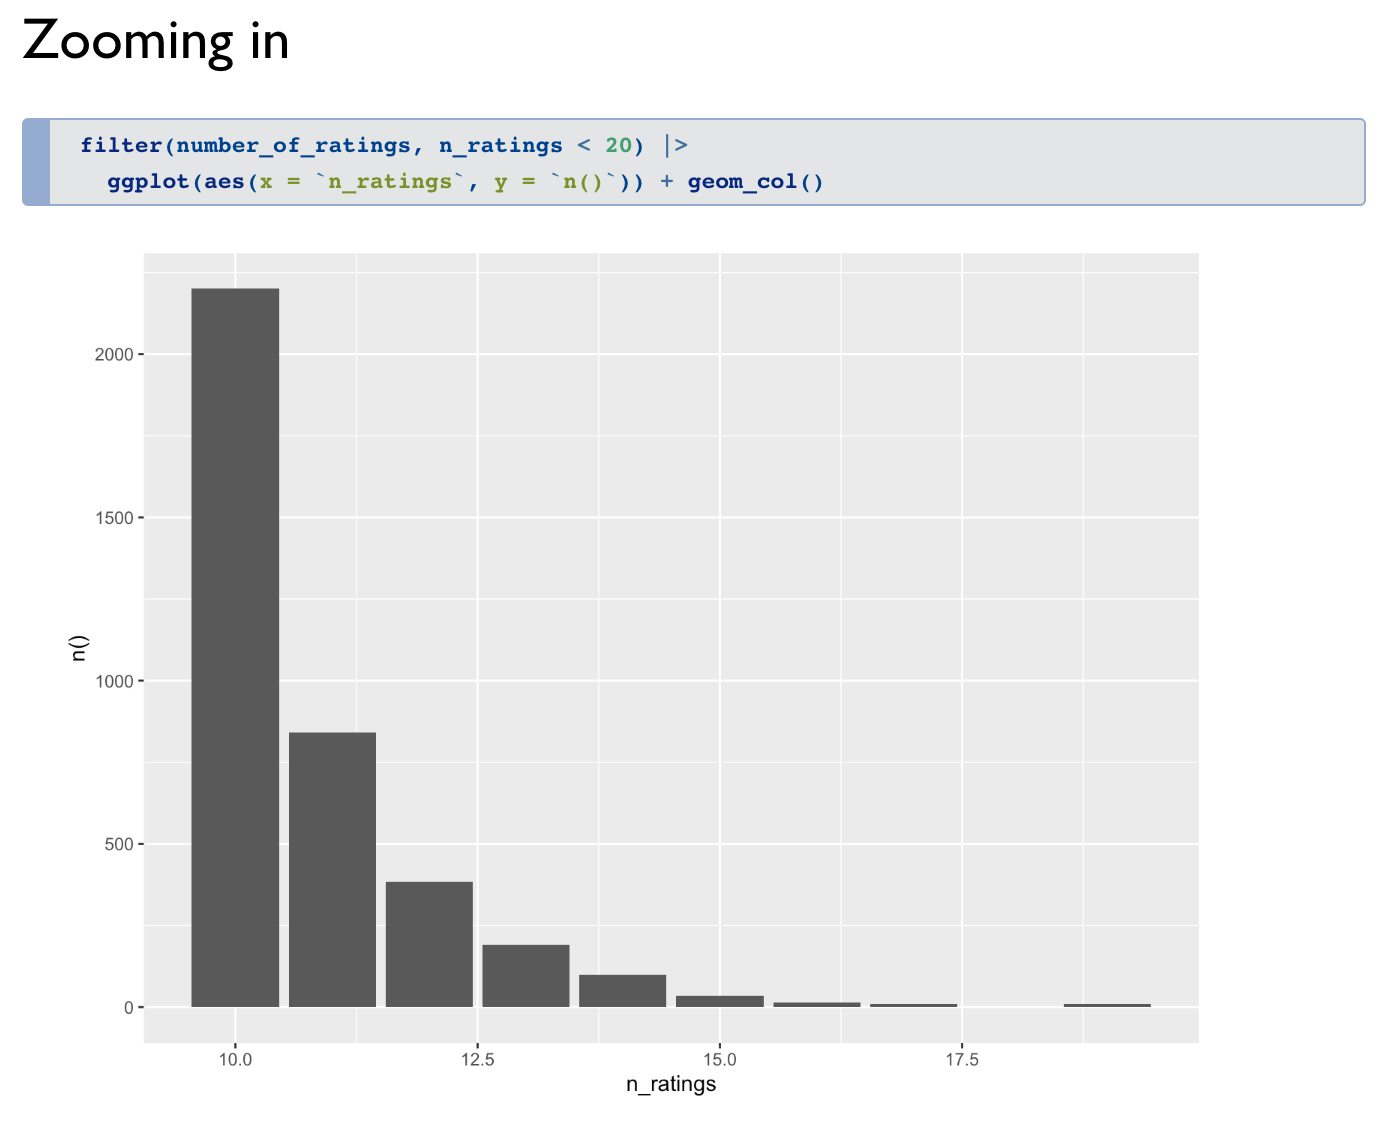 Zooming in
filter(number_of_ratings, n_ratings < 20) |>
ggplot(aes(x = `n_ratings`, y = `n()`)) + geom_col()
2000
1500
1000
500
0
n()
10.0 12.5 15.0 17.5
n_ratings